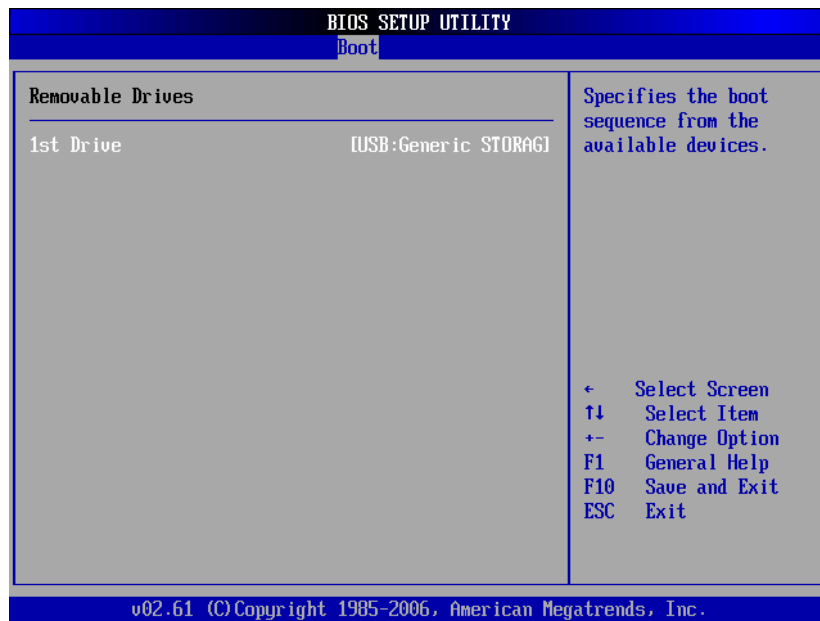 BIOS SETUP UTILITY
Boot
Removable Drives
1st Drive [USB:Generic STORAG]
Specifies the boot
sequence from the
available devices.
← Select Screen
↑↓ Select Item
+- Change Option
F1 General Help
F10 Save and Exit
ESC Exit
v02.61 (C)Copyright 1985-2006, American Megatrends, Inc.